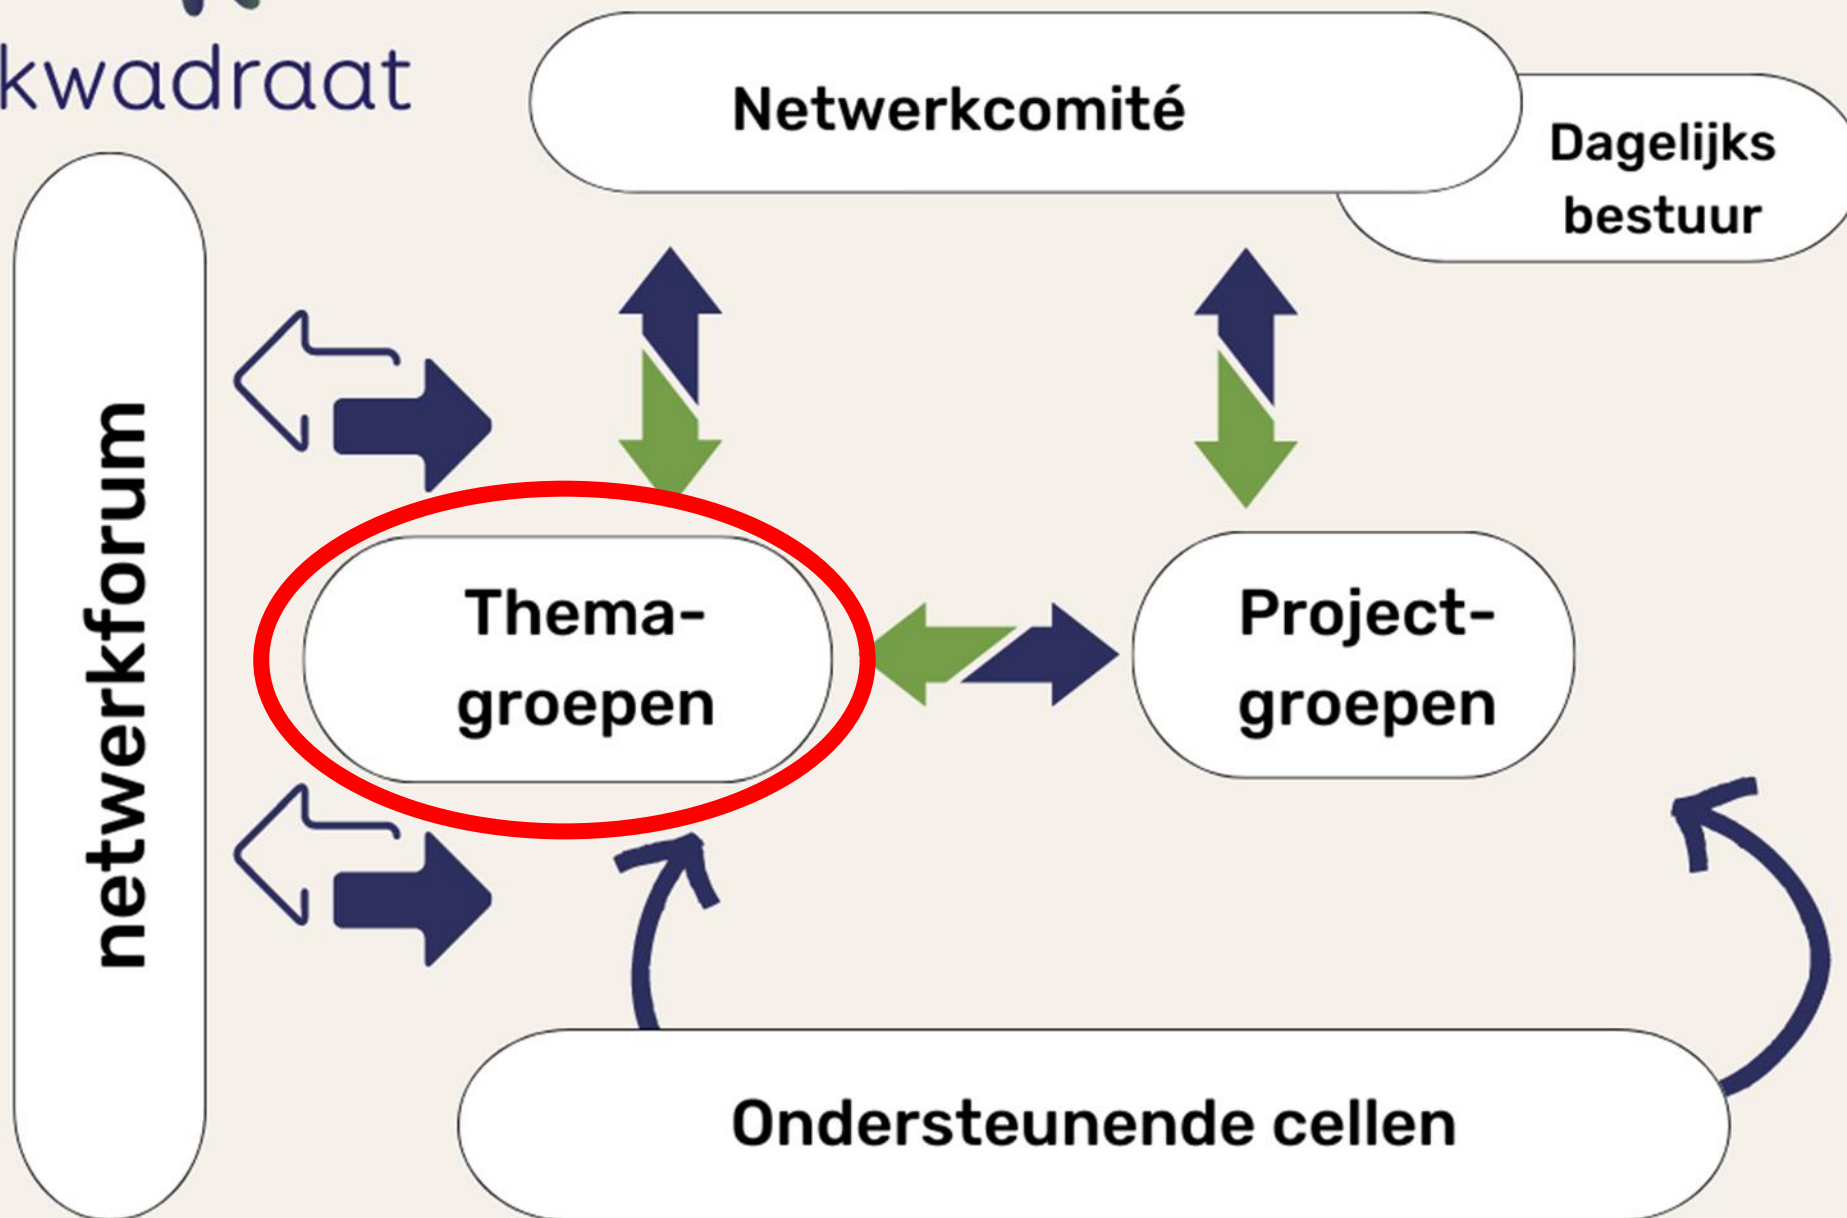 kwadraat
Netwerkcomité
Dagelijks
bestuur
netwerkforum
Thema-
groepen
Project-
groepen
Ondersteunende cellen